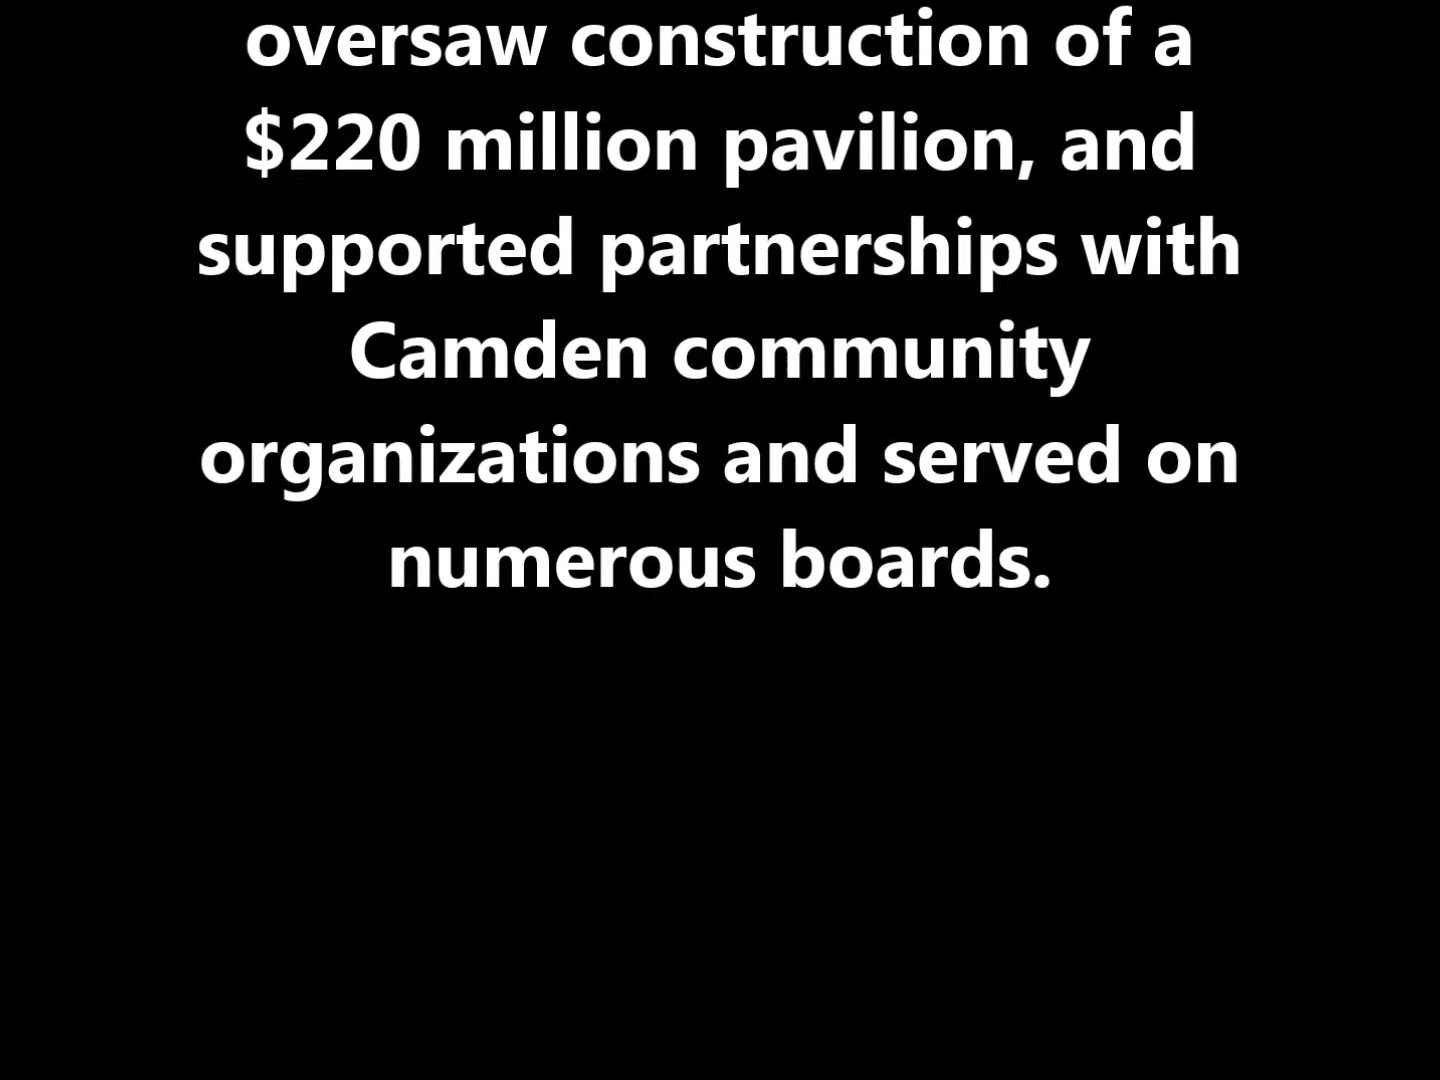 oversaw construction of a
$220 million pavilion, and
supported partnerships with
Camden community
organizations and served on
numerous boards.